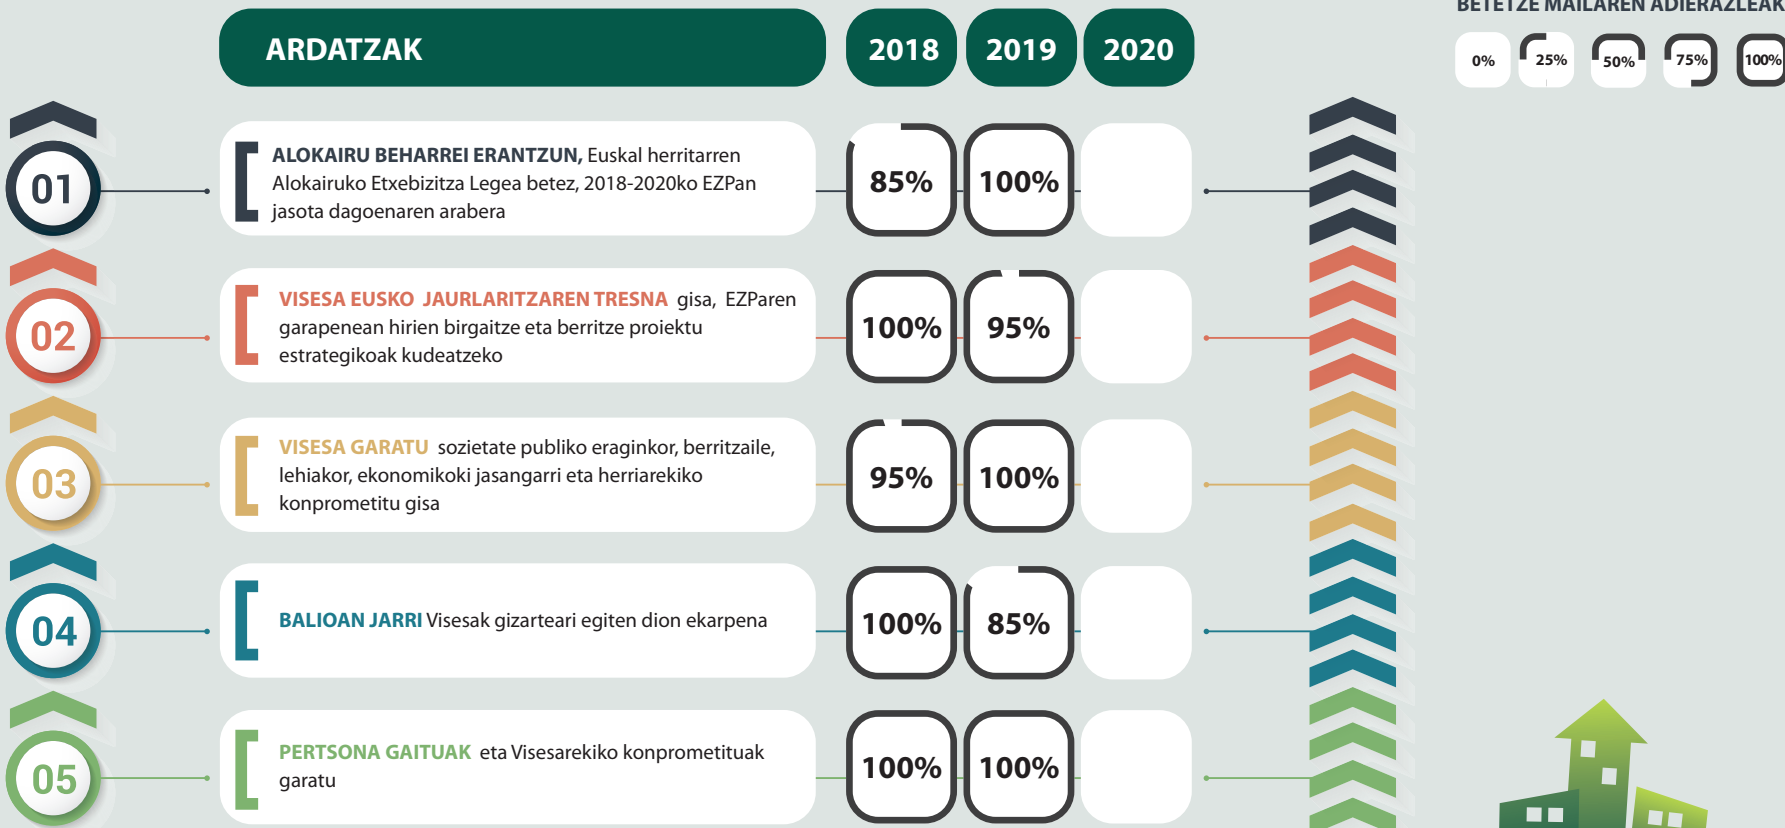 BETETZE MAILAREN ADIERAZLEAK
ARDATZAK 2018 2019 2020
0% 25% 50% 75% 100%
01
ALOKAIRU BEHARREI ERANTZUN, Euskal herritarren
Alokairuko Etxebizitza Legea betez, 2018-2020ko EZPan
jasota dagoenaren arabera
85% 100%
02
VISESA EUSKO JAURLARITZAREN TRESNA gisa, EZParen
garapenean hirien birgaitze eta berritze proiektu
estrategikoak kudeatzeko
100% 95%
03
VISESA GARATU sozietate publiko eraginkor, berritzaile,
lehiakor, ekonomikoki jasangarri eta herriarekiko
konprometitu gisa
95% 100%
04
BALIOAN JARRI Visesak gizarteari egiten dion ekarpena
100% 85%
05
PERTSONA GAITUAK eta Visesarekiko konprometituak
garatu
100% 100%